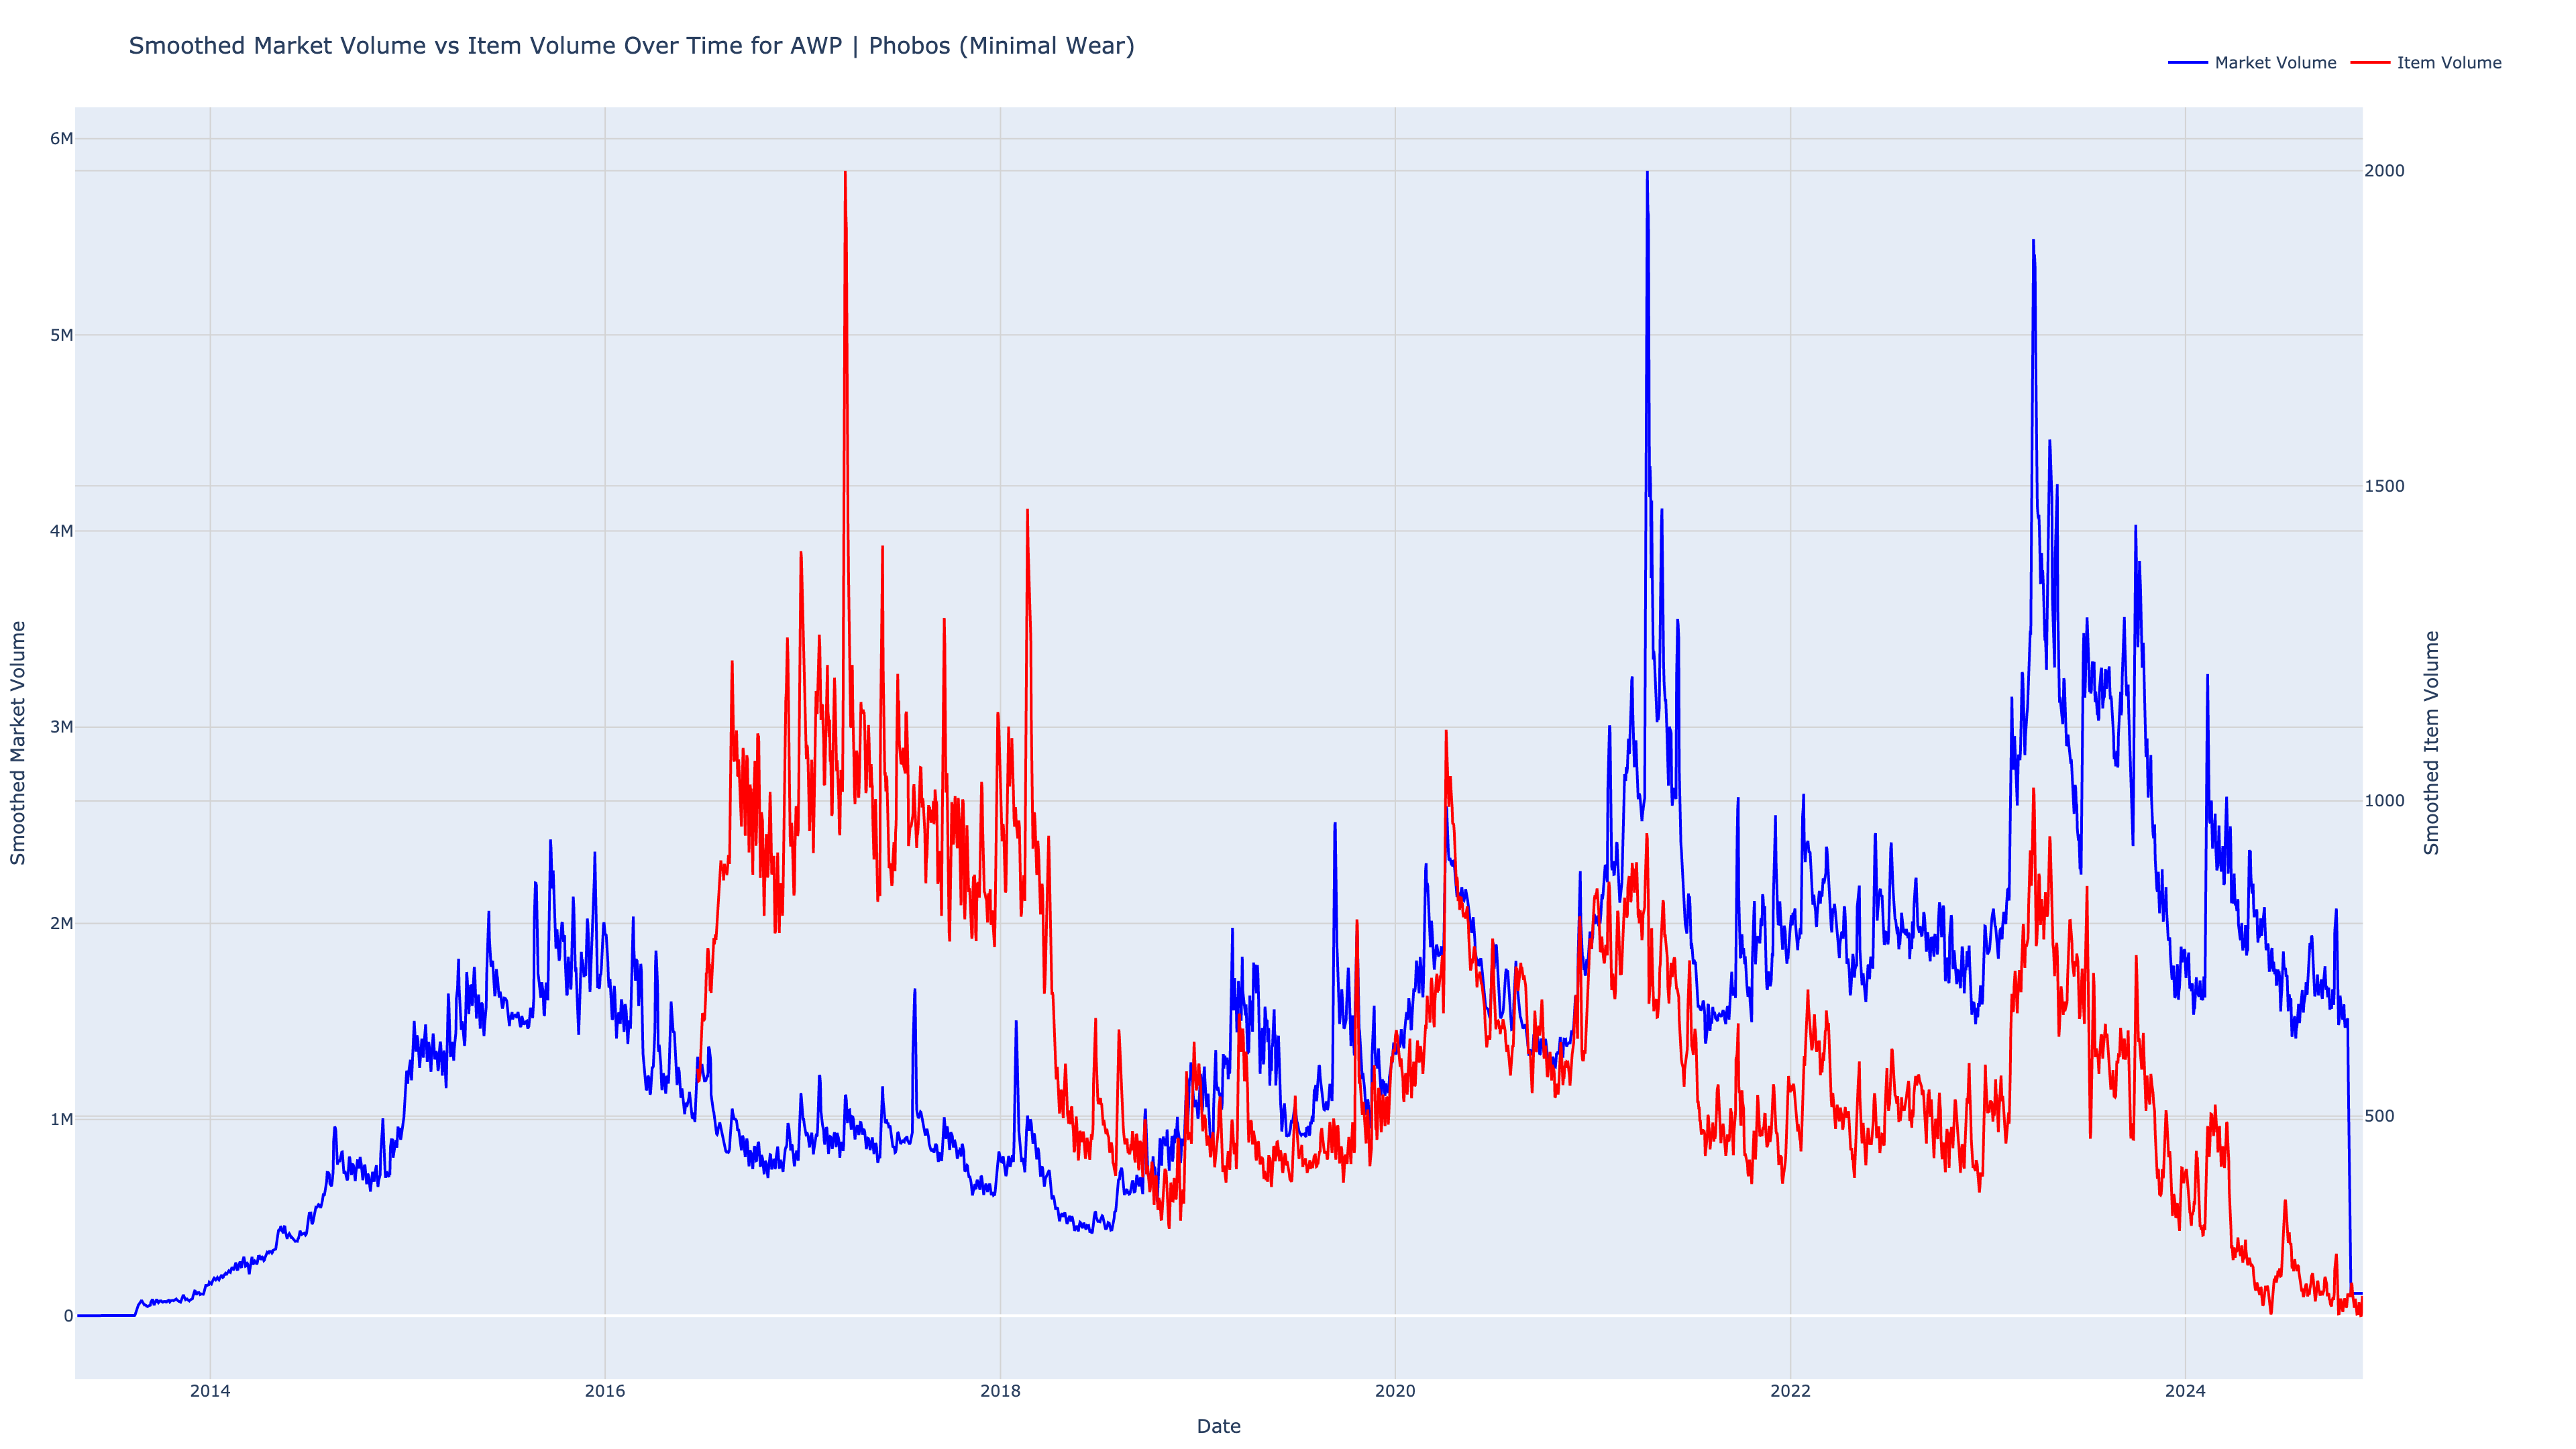 Smoothed Market Volume vs Item Volume Over Time for AWP | Phobos (Minimal Wear)
Market Volume
Item Volume
6M
5M
4M
3M
2M
1M
0
Smoothed Market Volume
2000
1500
1000
500
Smoothed Item Volume
2014
2016
2018
2020
2022
2024
Date